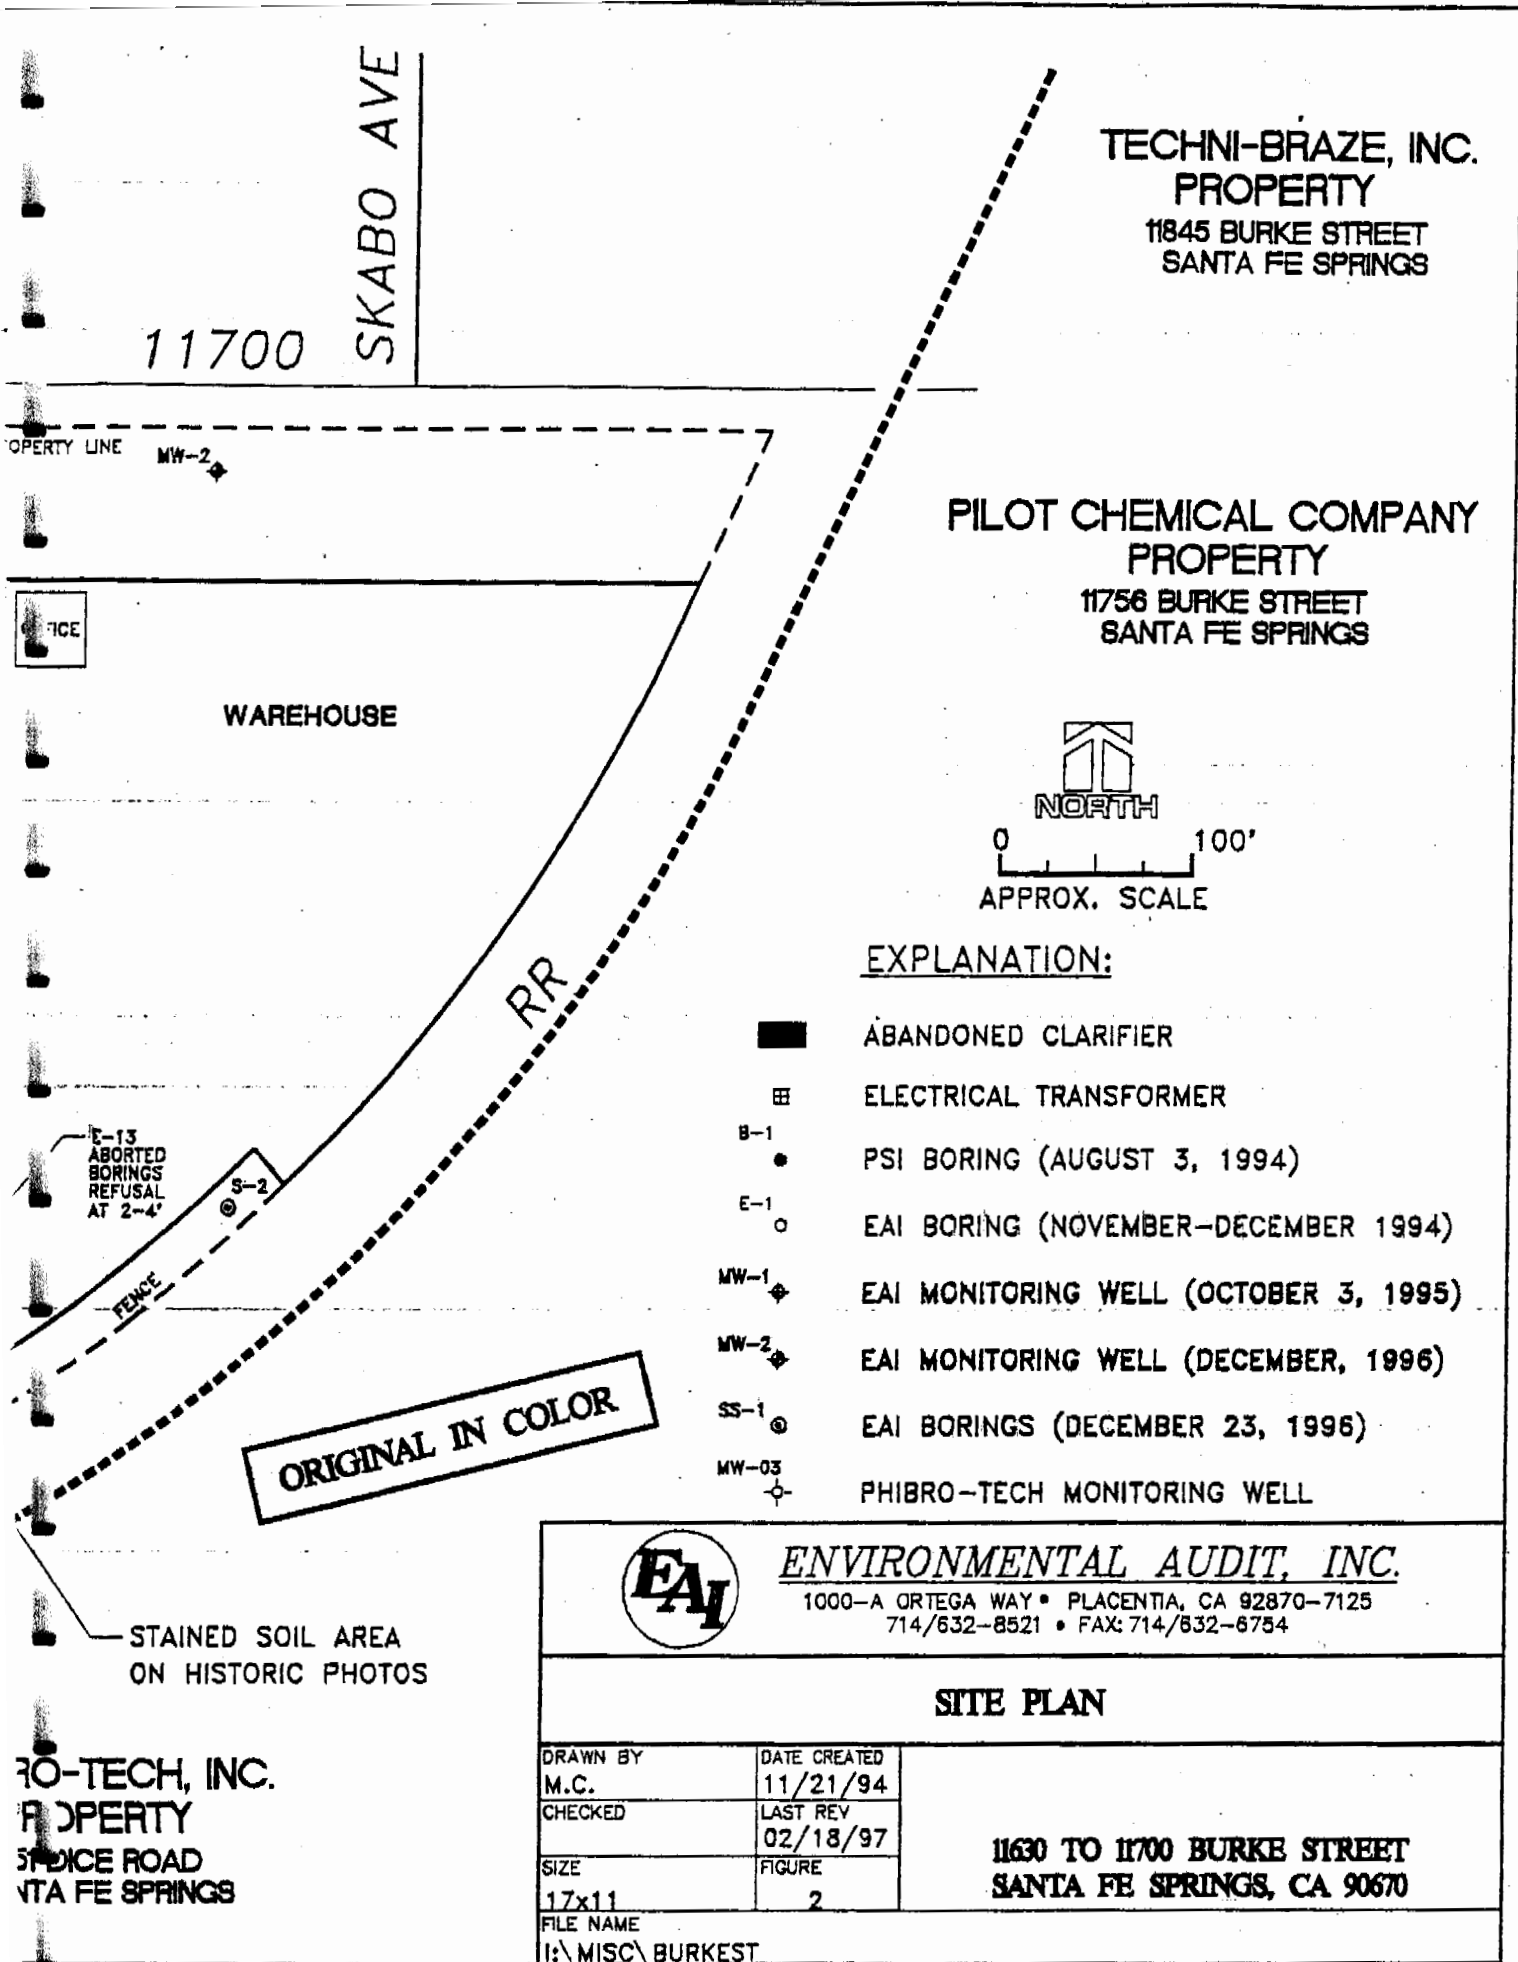 SKABO AVE
11700
TECHNI-BRAZE, INC.
PROPERTY
11845 BURKE STREET
SANTA FE SPRINGS
OPERTY LINE
MW-2
PILOT CHEMICAL COMPANY
PROPERTY
11756 BURKE STREET
SANTA FE SPRINGS
FICE
WAREHOUSE
NORTH
0 100'
APPROX. SCALE
RR
EXPLANATION:
ABANDONED CLARIFIER
ELECTRICAL TRANSFORMER
B-1
PSI BORING (AUGUST 3, 1994)
E-1
EAI BORING (NOVEMBER-DECEMBER 1994)
MW-1
EAI MONITORING WELL (OCTOBER 3, 1995)
MW-2
EAI MONITORING WELL (DECEMBER, 1996)
SS-1
EAI BORINGS (DECEMBER 23, 1996)
MW-03
PHIBRO-TECH MONITORING WELL
E-13
ABORTED
BORINGS
REFUSAL
AT 2-4'
S-2
FENCE
ORIGINAL IN COLOR
STAINED SOIL AREA
ON HISTORIC PHOTOS
RO-TECH, INC.
PROPERTY
DICE ROAD
NTA FE SPRINGS
EAI
ENVIRONMENTAL AUDIT, INC.
1000-A ORTEGA WAY • PLACENTIA, CA 92870-7125
714/632-8521 • FAX: 714/632-6754
SITE PLAN
DRAWN BY
M.C.
DATE CREATED
11/21/94
CHECKED
LAST REV
02/18/97
SIZE
17x11
FIGURE
2
11630 TO 11700 BURKE STREET
SANTA FE SPRINGS, CA 90670
FILE NAME
I:\MISC\BURKEST